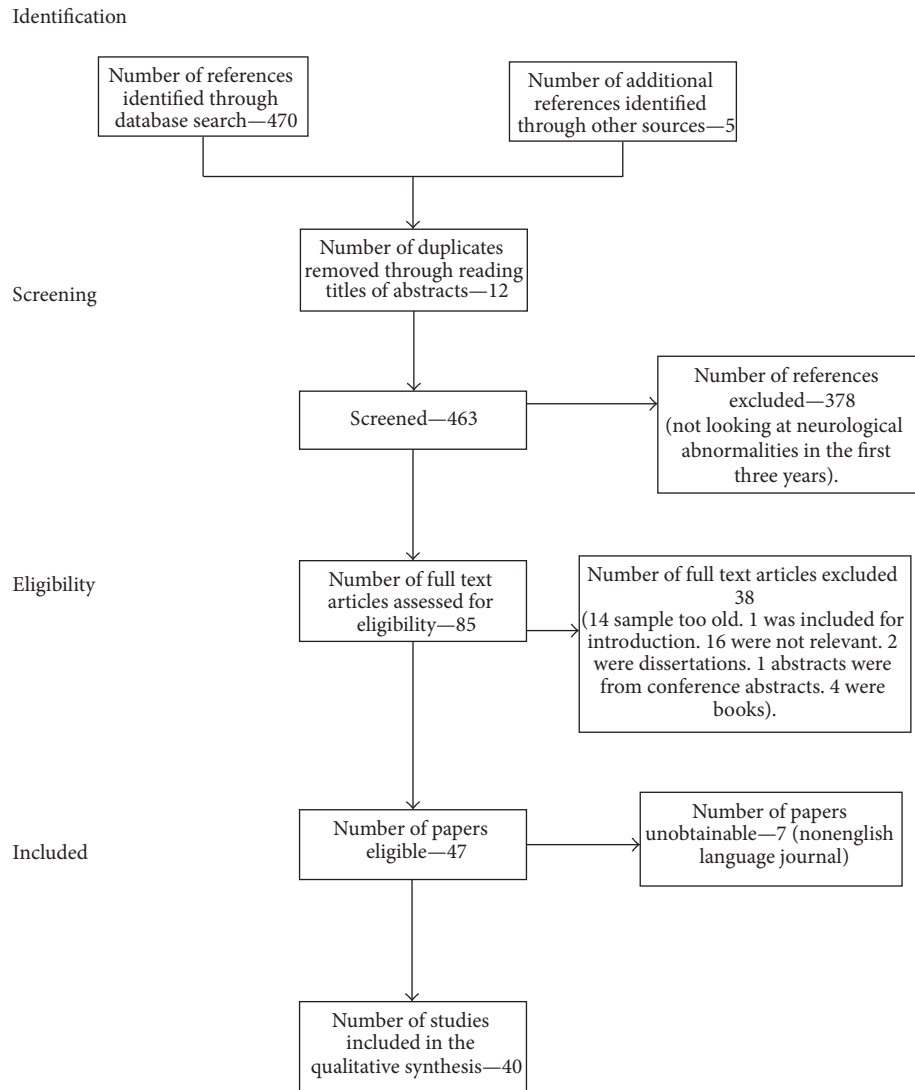 Identification
Number of references
identified through
database search—470
Number of additional
references identified
through other sources—5
Number of duplicates
removed through reading
titles of abstracts—12
Screening
Number of references
excluded—378
(not looking at neurological
abnormalities in the first
three years).
Screened—463
Eligibility
Number of full text
articles assessed for
eligibility—85
Number of full text articles excluded
38
(14 sample too old. 1 was included for
introduction. 16 were not relevant. 2
were dissertations. 1 abstracts were
from conference abstracts. 4 were
books).
Included
Number of papers
eligible—47
Number of papers
unobtainable—7 (nonenglish
language journal)
Number of studies
included in the
qualitative synthesis—40